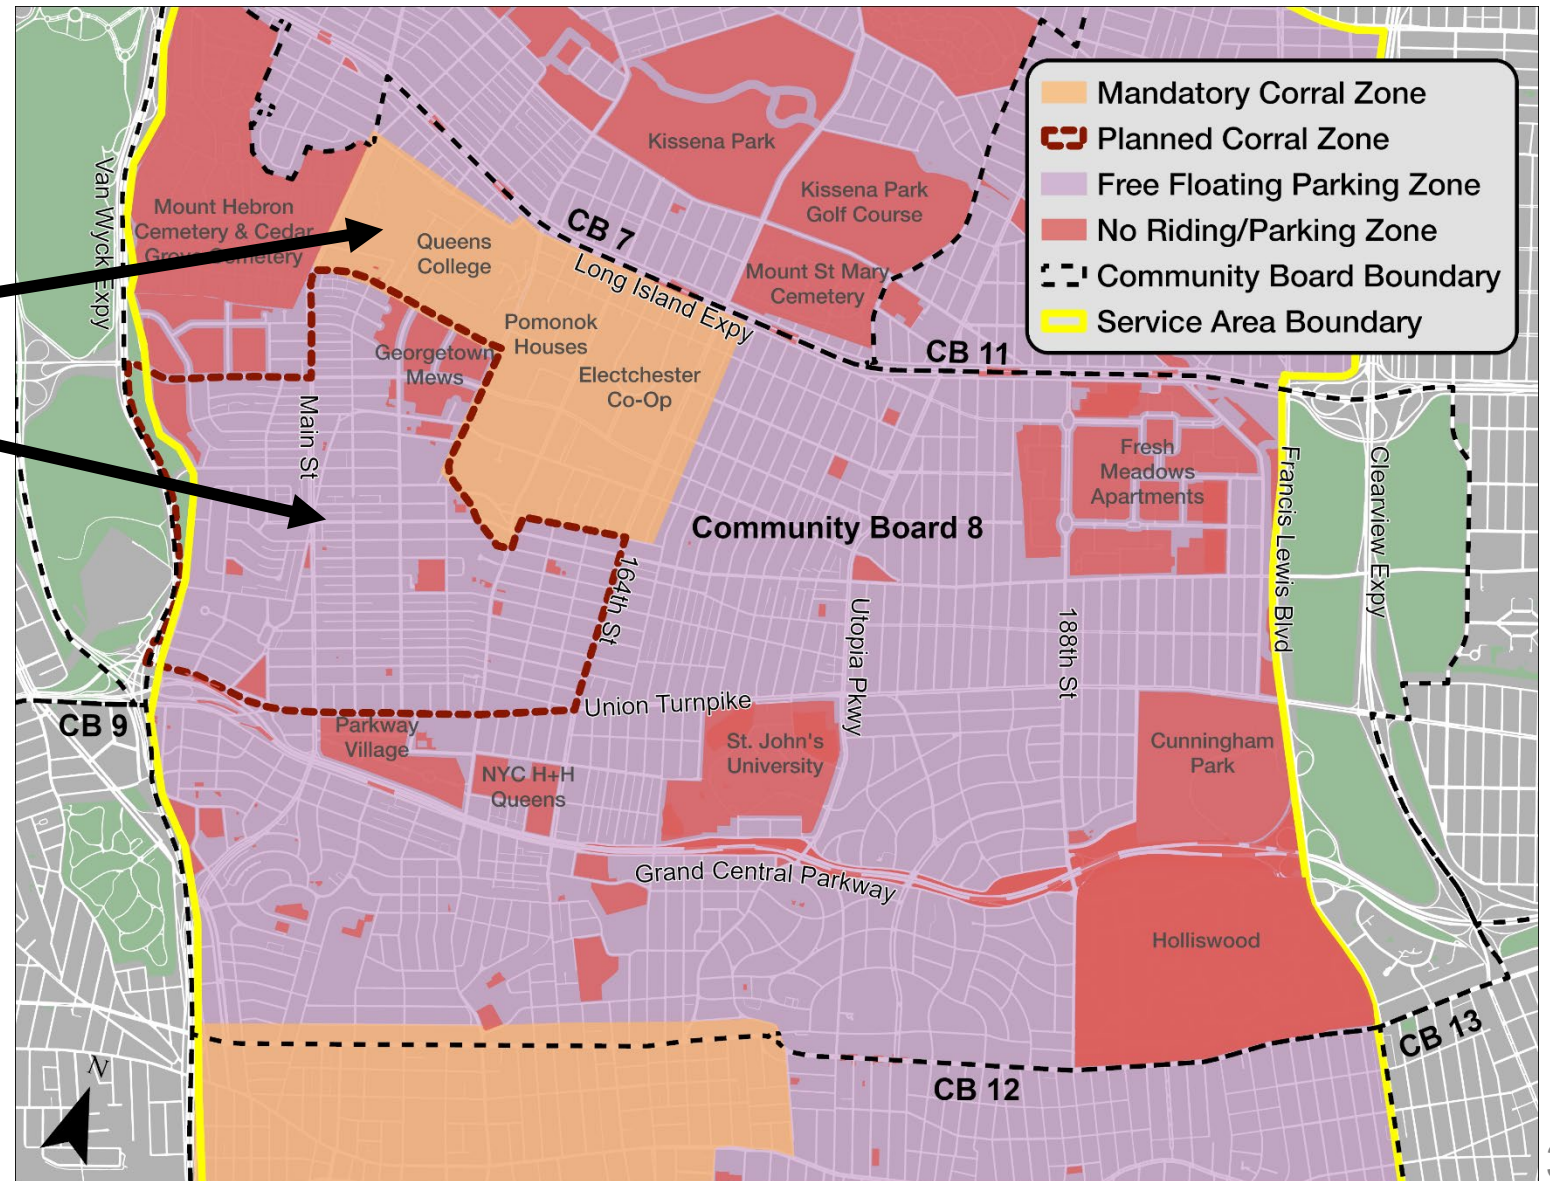 Mandatory Corral Zone
Planned Corral Zone
Free Floating Parking Zone
No Riding/Parking Zone
Community Board Boundary
Service Area Boundary
Kissena Park
Kissena Park
Golf Course
Van Wyck Expy
Mount Hebron
Cemetery & Cedar
Grove Cemetery
CB 7
Queens
College
Long Island Expy
Mount St Mary
Cemetery
Pomonok
Houses
Georgetown
Mews
CB 11
Electchester
Co-Op
Main St
Fresh
Meadows
Apartments
Francis Lewis Blvd
Clearview Expy
Community Board 8
164th St
Utopia Pkwy
188th St
Union Turnpike
CB 9
Parkway
Village
St. John's
University
Cunningham
Park
NYC H+H
Queens
Grand Central Parkway
Holliswood
CB 13
N
CB 12